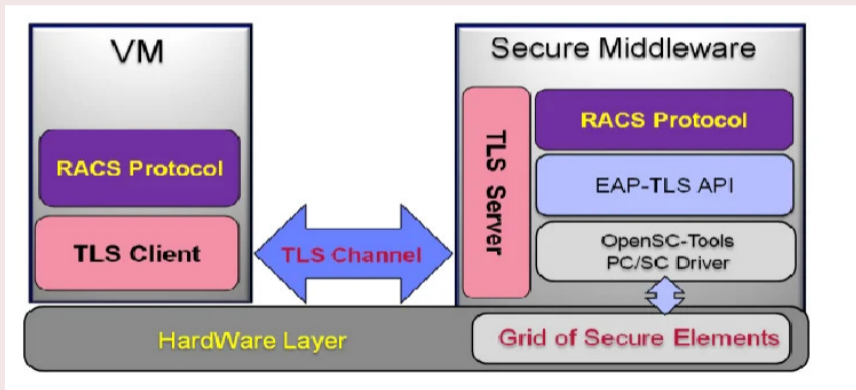 VM
RACS Protocol
TLS Client
TLS Channel
Secure Middleware
TLS Server
RACS Protocol
EAP-TLS API
OpenSC-Tools
PC/SC Driver
HardWare Layer
Grid of Secure Elements